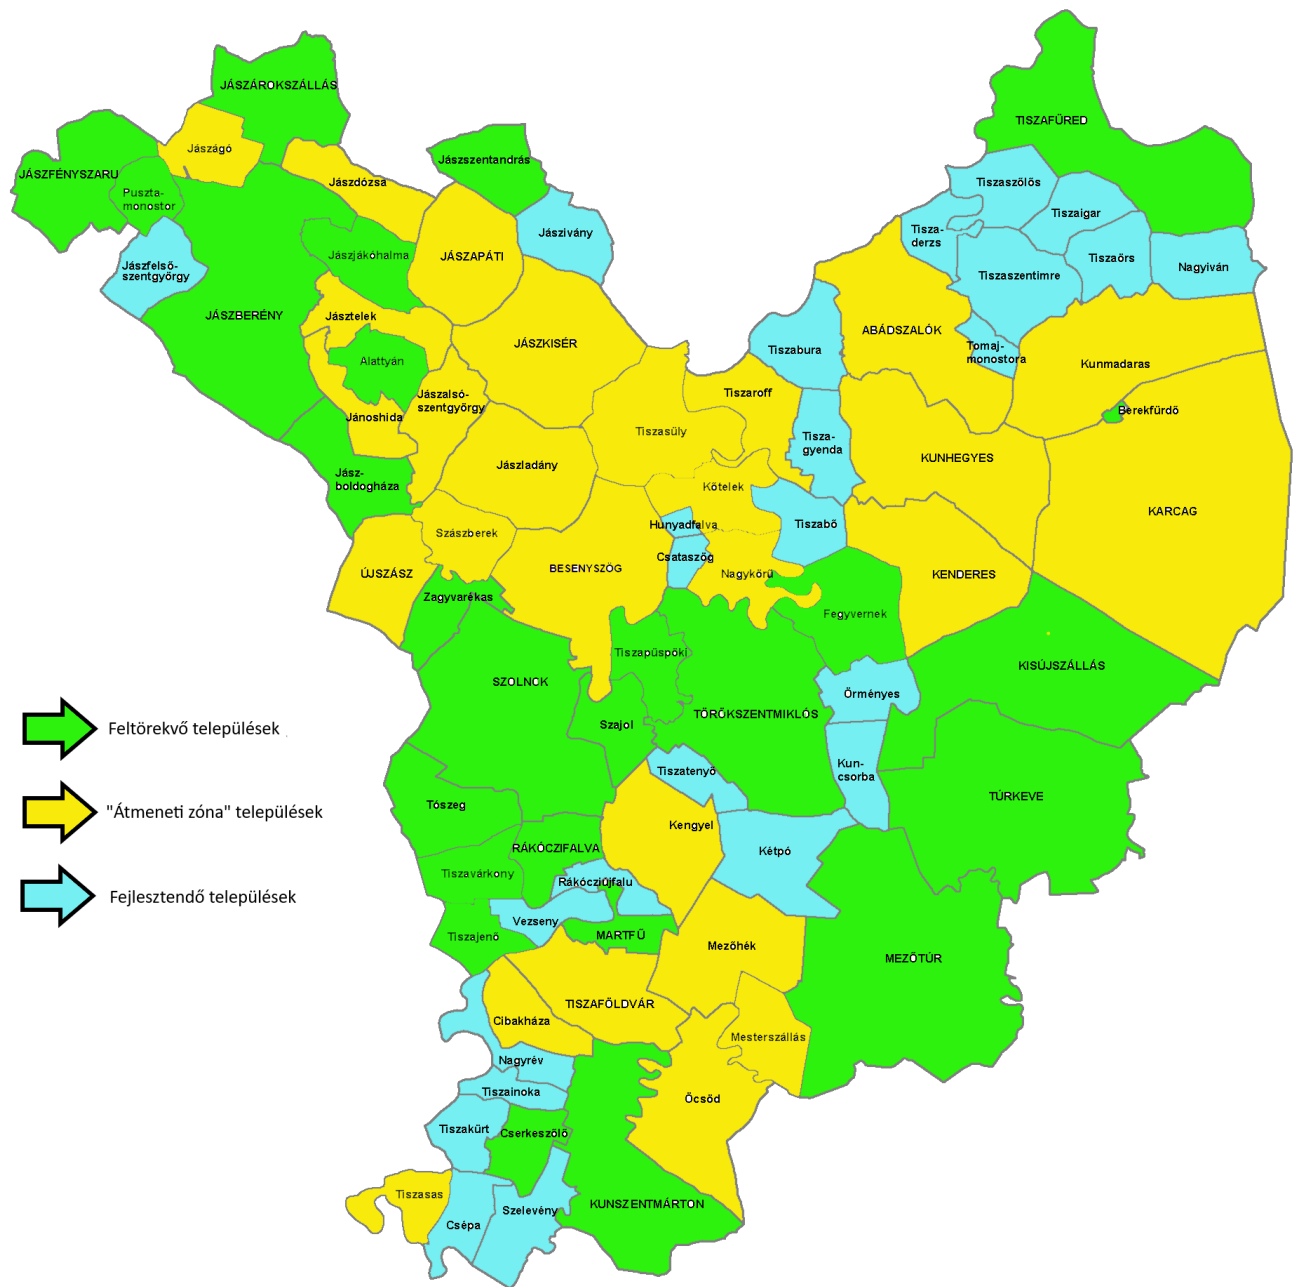 JÁSZÁROKSZÁLLÁS
TISZAFÜRED
Jászágó
Jászszentandrás
JÁSZFÉNYSZARU
Jászdózsa
Puszta-
monostor
Tiszaszőlős
Tiszaigar
Jászivány
Tisza-
derzs
Jászfelső-
szentgyörgy
Jászjákóhalma
JÁSZAPÁTI
Tiszaörs
Nagyiván
Tiszaszentimre
JÁSZBERÉNY
Jásztelek
ABÁDSZALÓK
JÁSZKISÉR
Tiszabura
Tomaj-
monostora
Alattyán
Kunmadaras
Jászalsó-
szentgyörgy
Tiszaroff
Berekfürdő
Jánoshida
Tiszasüly
Tisza-
gyenda
KUNHEGYES
Jászladány
Jász-
boldogháza
Kőtelek
KARCAG
Hunyadfalva
Tiszabő
Szászberek
Csataszög
ÚJSZÁSZ
BESENYSZÖG
Nagykörű
KENDERES
Zagyvarékas
Fegyvernek
Tiszapüspöki
KISÚJSZÁLLÁS
SZOLNOK
Örményes
TÖRÖKSZENTMIKLÓS
Szajol
Feltörekvő települések
Tiszatenyő
Kun-
csorba
TÚRKEVE
Tószeg
"Átmeneti zóna" települések
Kengyel
RÁKÓCZIFALVA
Kétpó
Tiszavárkony
Rákócziújfalu
Fejlesztendő települések
Vezseny
Tiszajenő
MARTFŰ
Mezőhék
MEZŐTÚR
TISZAFÖLDVÁR
Cibakháza
Mesterszállás
Nagyrév
Tiszainoka
Öcsöd
Tiszakürt
Cserkeszőlő
Tiszasas
KUNSZENTMÁRTON
Szelevény
Csépa